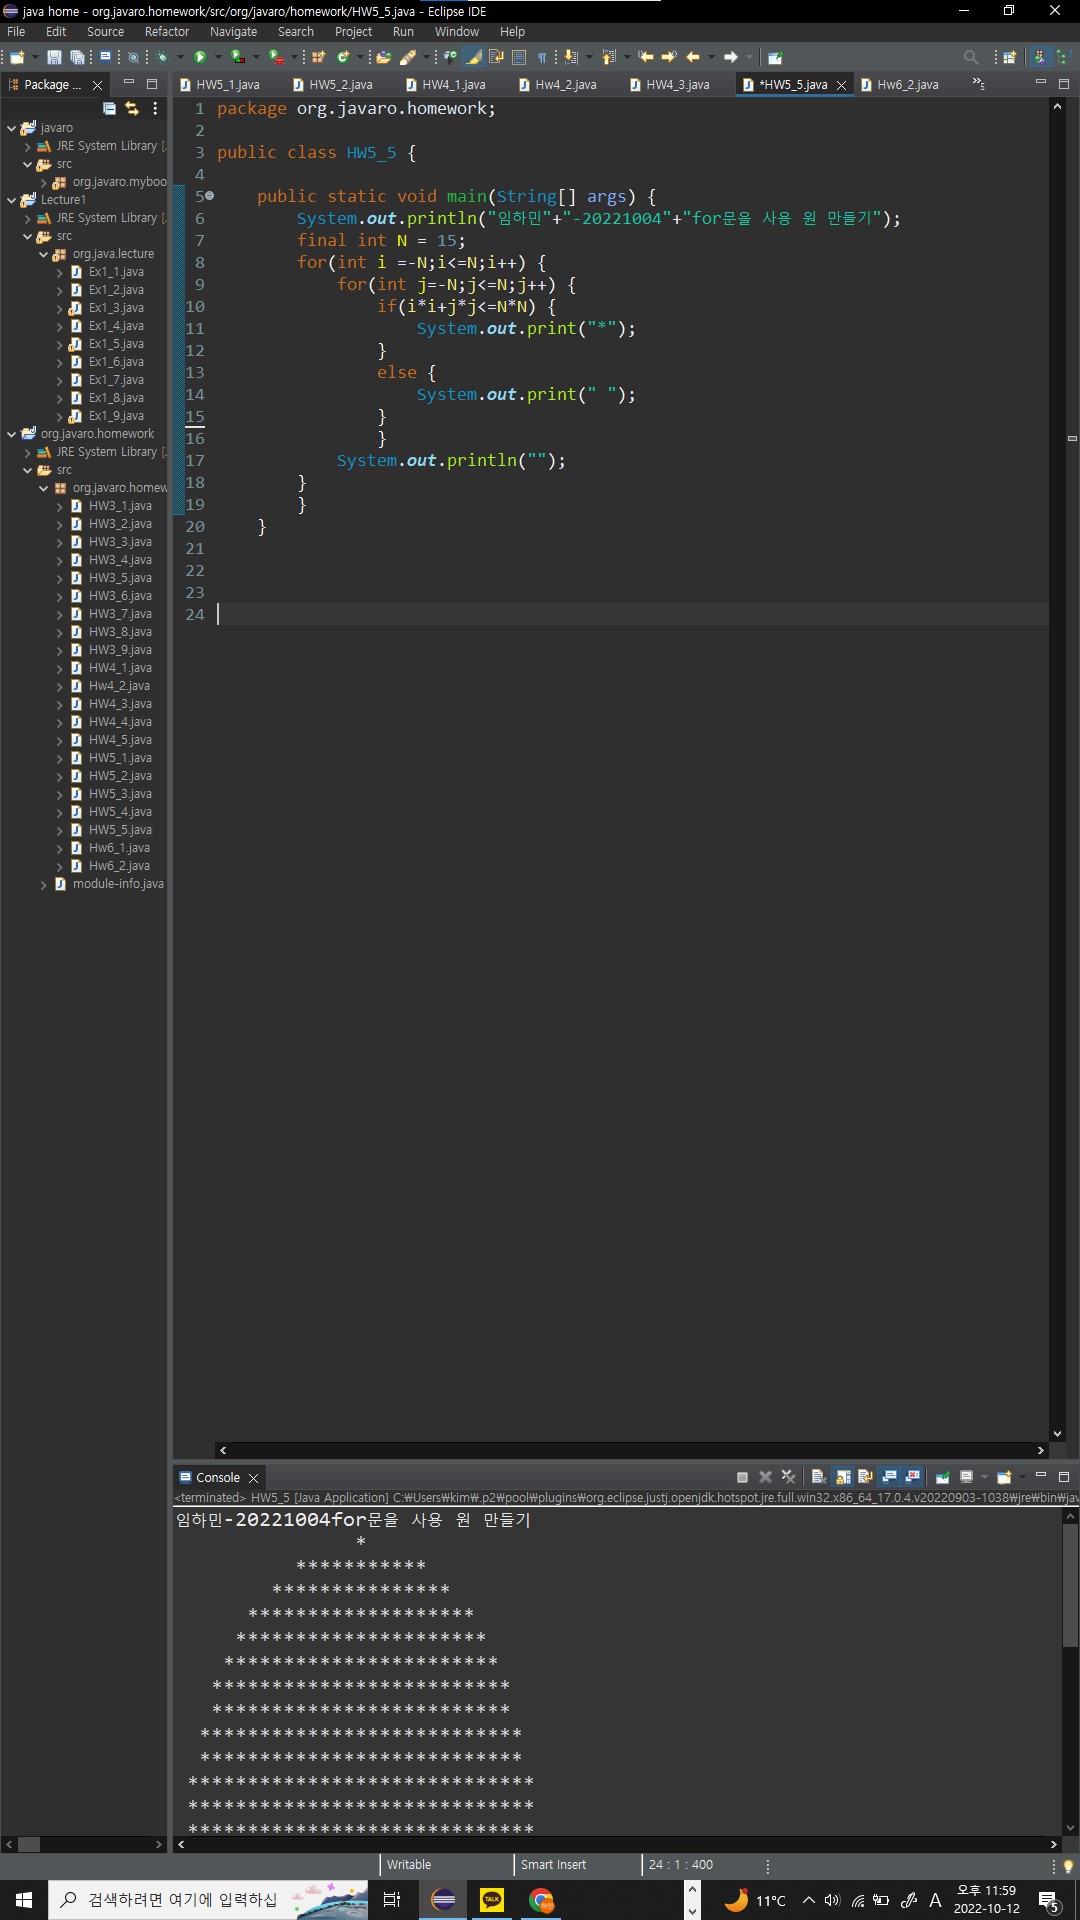 java home - org.javaro.homework/src/org/javaro/homework/HW5_5.java - Eclipse IDE
File Edit Source Refactor Navigate Search Project Run Window Help
Package ...
HW5_1.java HW5_2.java HW4_1.java Hw4_2.java HW4_3.java *HW5_5.java Hw6_2.java »5
javaro
JRE System Library [.
src
org.javaro.myboo
Lecture1
JRE System Library [.
src
org.java.lecture
Ex1_1.java
Ex1_2.java
Ex1_3.java
Ex1_4.java
Ex1_5.java
Ex1_6.java
Ex1_7.java
Ex1_8.java
Ex1_9.java
org.javaro.homework
JRE System Library [.
src
org.javaro.homew
HW3_1.java
HW3_2.java
HW3_3.java
HW3_4.java
HW3_5.java
HW3_6.java
HW3_7.java
HW3_8.java
HW3_9.java
HW4_1.java
Hw4_2.java
HW4_3.java
HW4_4.java
HW4_5.java
HW5_1.java
HW5_2.java
HW5_3.java
HW5_4.java
HW5_5.java
Hw6_1.java
Hw6_2.java
module-info.java
1 package org.javaro.homework;
2
3 public class HW5_5 {
4
5     public static void main(String[] args) {
6         System.out.println("임하민"+"-20221004"+"for문을 사용 원 만들기");
7         final int N = 15;
8         for(int i =-N;i<=N;i++) {
9             for(int j=-N;j<=N;j++) {
10                 if(i*i+j*j<=N*N) {
11                     System.out.print("*");
12                 }
13                 else {
14                     System.out.print(" ");
15                 }
16                 }
17             System.out.println("");
18         }
19         }
20     }
21
22
23
24
Console
<terminated> HW5_5 [Java Application] C:₩Users₩kim₩.p2₩pool₩plugins₩org.eclipse.justj.openjdk.hotspot.jre.full.win32.x86_64_17.0.4.v20220903-1038₩jre₩bin₩jav
임하민-20221004for문을 사용 원 만들기
               *
          ***********
        ***************
      *******************
     *********************
    ***********************
   *************************
   *************************
  ***************************
  ***************************
 *****************************
 *****************************
 *****************************
Writable Smart Insert 24 : 1 : 400
검색하려면 여기에 입력하십
TALK
11°C
A
오후 11:59
2022-10-12
5